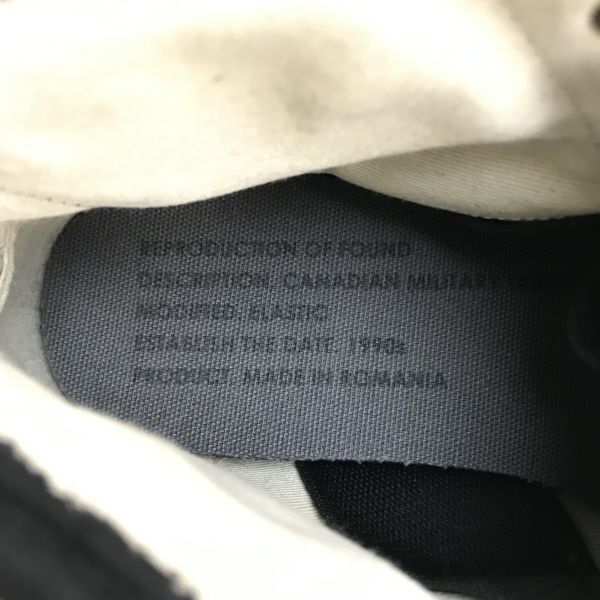 REPRODUCTION OF FOUND
DESCRIPTION. CANADIAN MILITARY
MODIFIED. ELASTIC
ESTABLISH THE DATE. 1990s
PRODUCT. MADE IN ROMANIA